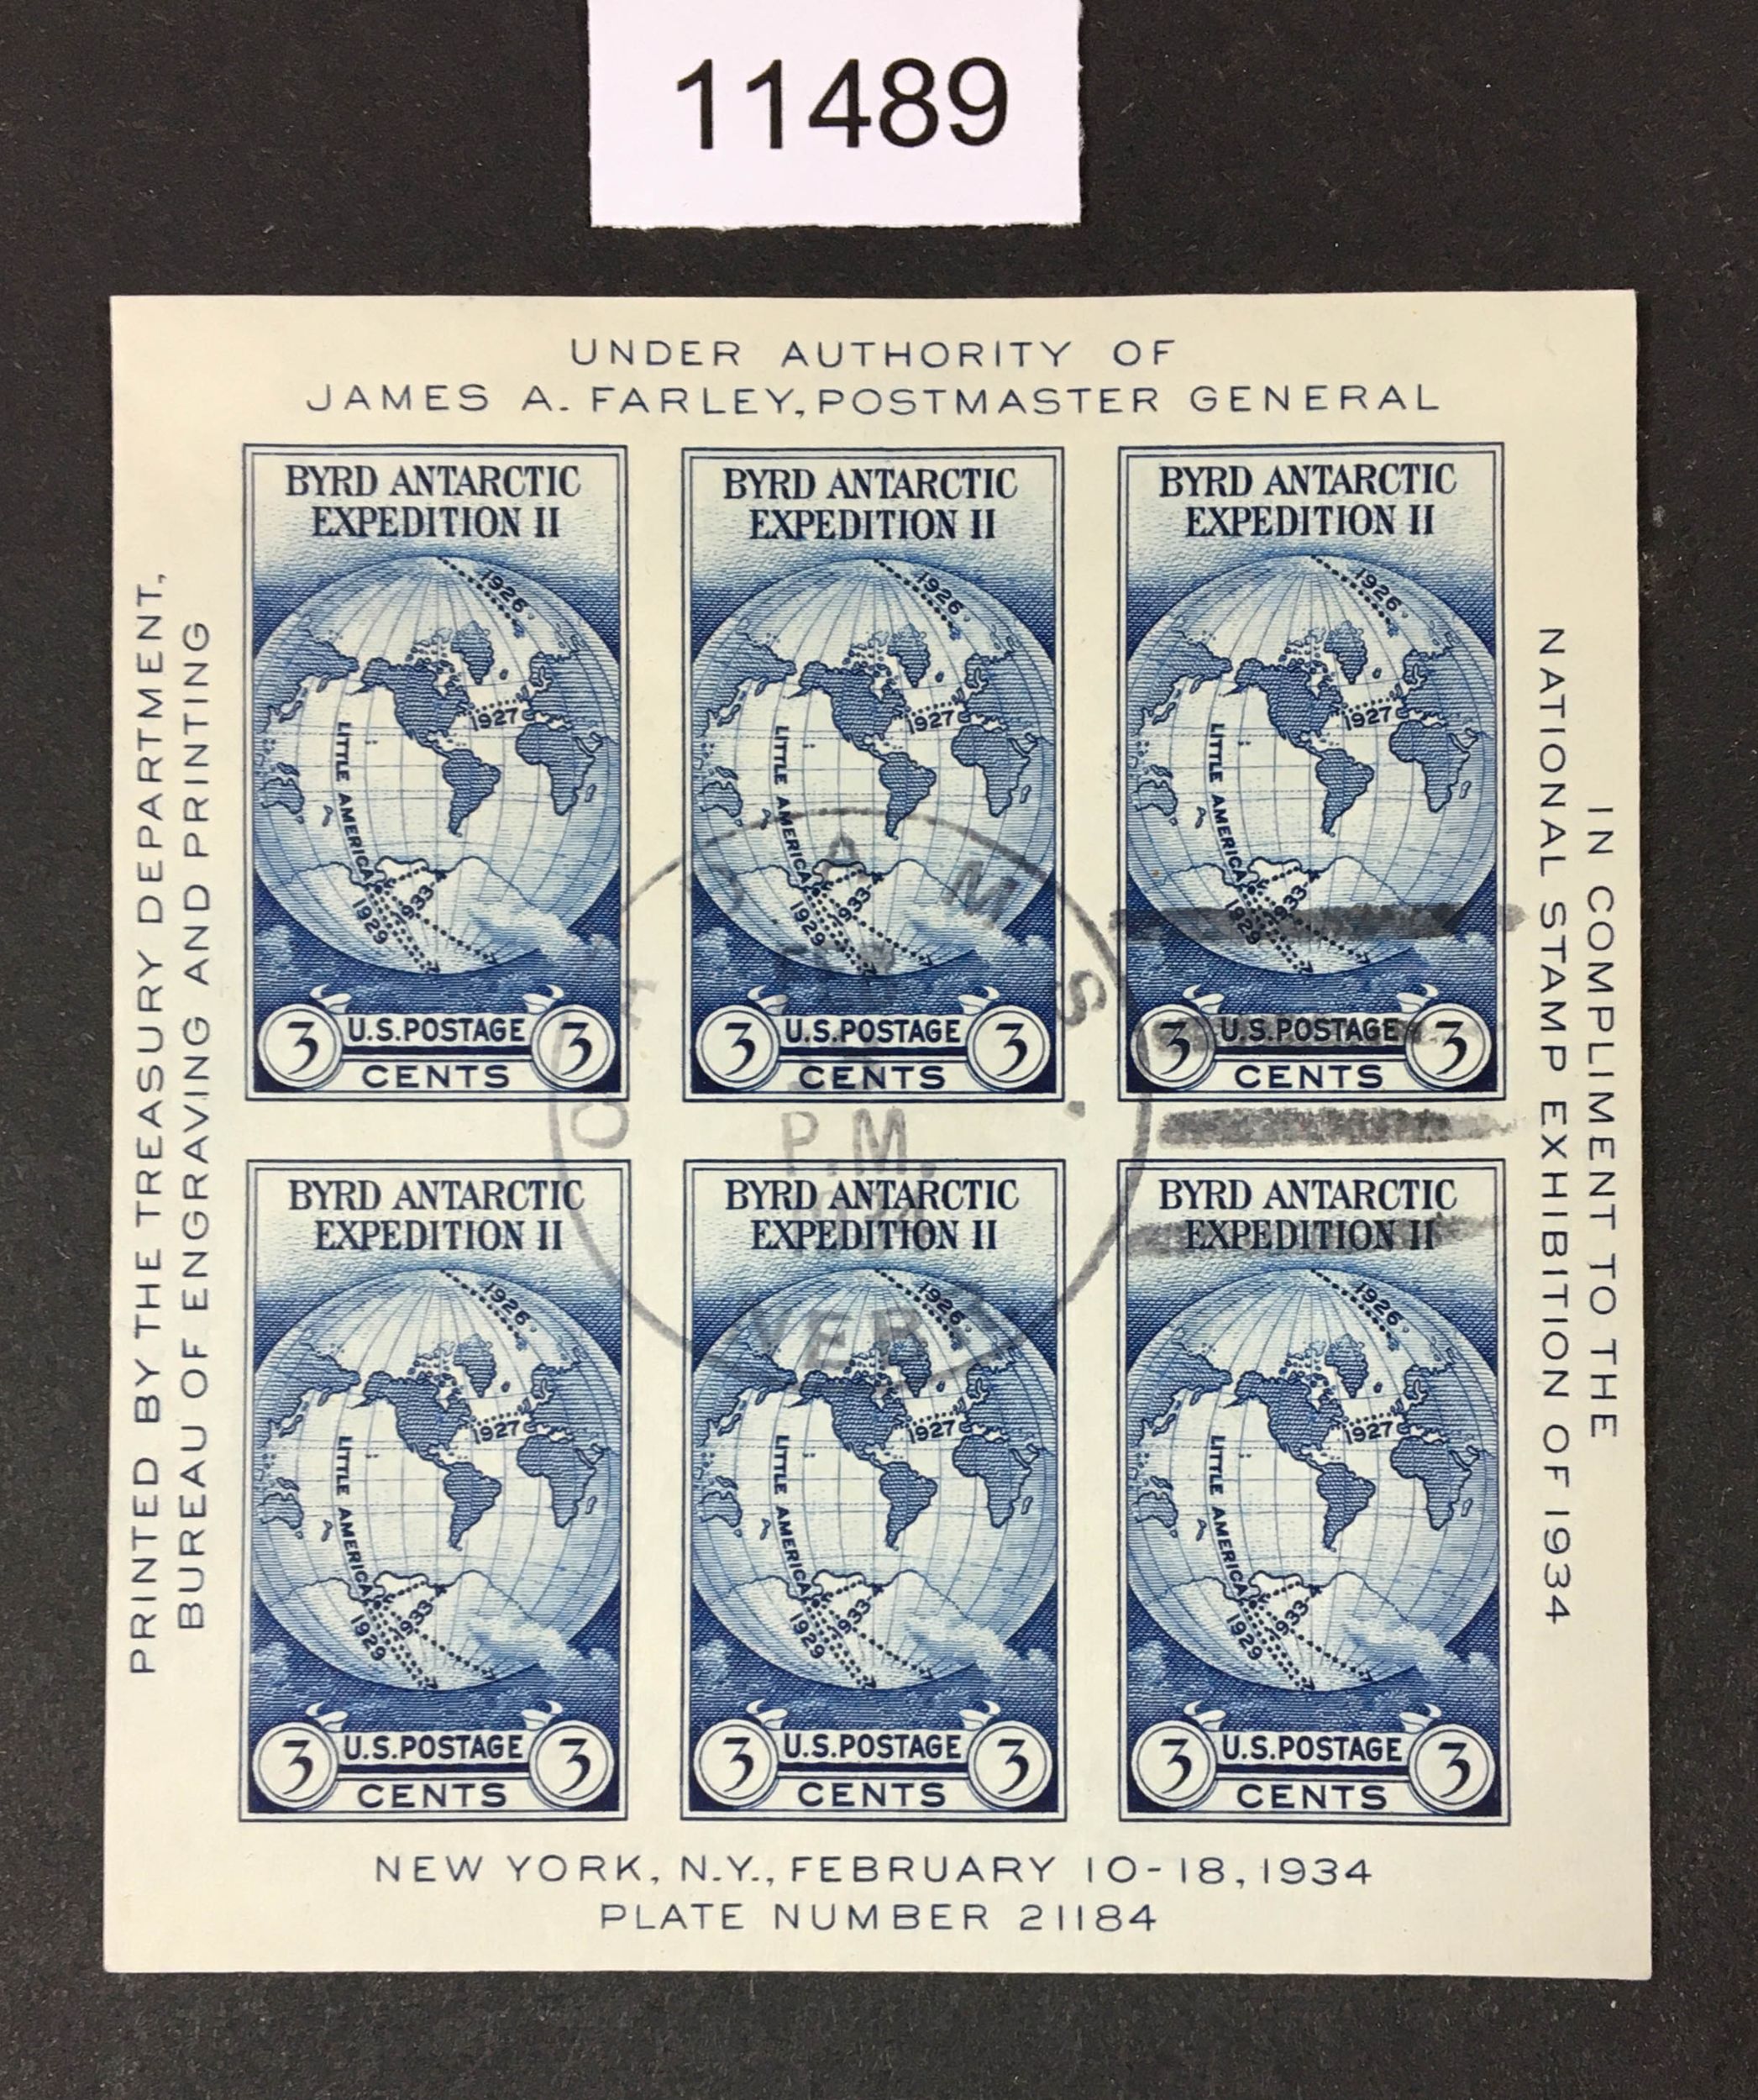 11489
UNDER AUTHORITY OF
JAMES A. FARLEY, POSTMASTER GENERAL
PRINTED BY THE TREASURY DEPARTMENT,
BUREAU OF ENGRAVING AND PRINTING
BYRD ANTARCTIC
EXPEDITION II
1926
1927
LITTLE AMERICA
1933
1929
3 U.S.POSTAGE 3
CENTS
BYRD ANTARCTIC
EXPEDITION II
1926
1927
LITTLE AMERICA
1933
1929
3 U.S.POSTAGE 3
CENTS
BYRD ANTARCTIC
EXPEDITION II
1926
1927
LITTLE AMERICA
1933
1929
3 U.S.POSTAGE 3
CENTS
FEB
P.M.
NEBR
BYRD ANTARCTIC
EXPEDITION II
1926
1927
LITTLE AMERICA
1933
1929
3 U.S.POSTAGE 3
CENTS
BYRD ANTARCTIC
EXPEDITION II
1926
1927
LITTLE AMERICA
1933
1929
3 U.S.POSTAGE 3
CENTS
BYRD ANTARCTIC
EXPEDITION II
1926
1927
LITTLE AMERICA
1933
1929
3 U.S.POSTAGE 3
CENTS
IN COMPLIMENT TO THE
NATIONAL STAMP EXHIBITION OF 1934
NEW YORK, N.Y., FEBRUARY 10-18, 1934
PLATE NUMBER 21184